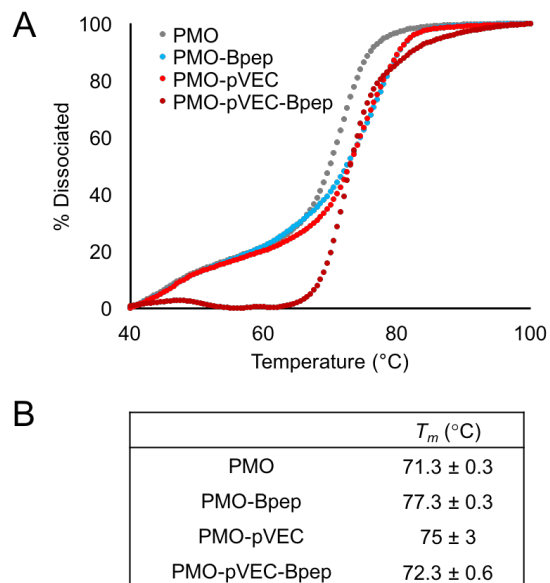 A
100
80
60
40
20
0
% Dissociated
PMO
PMO-Bpep
PMO-pVEC
PMO-pVEC-Bpep
40 60 80 100
Temperature (°C)
B
Tm (°C)
PMO 71.3 ± 0.3
PMO-Bpep 77.3 ± 0.3
PMO-pVEC 75 ± 3
PMO-pVEC-Bpep 72.3 ± 0.6